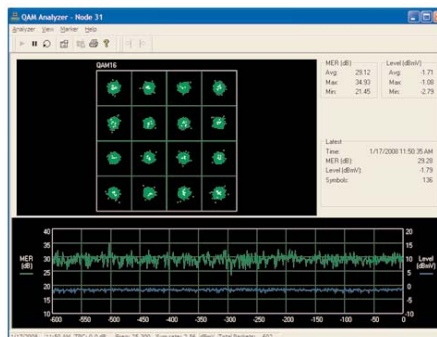 QAM Analyzer - Node 31
Analyzer View Marker Help
QAM16
MER (dB)
Avg: 29.12
Max: 34.93
Min: 21.45
Level (dBmV)
Avg: -1.71
Max: -1.08
Min: -2.79
Latest
Time: 1/17/2008 11:50:35 AM
MER (dB) 29.28
Level (dBmV) -1.79
Symbols: 136
MER (dB)
40
35
30
25
20
15
10
Level (dBmV)
20
15
10
5
0
-5
-10
-600 -550 -500 -450 -400 -350 -300 -250 -200 -150 -100 -50 0